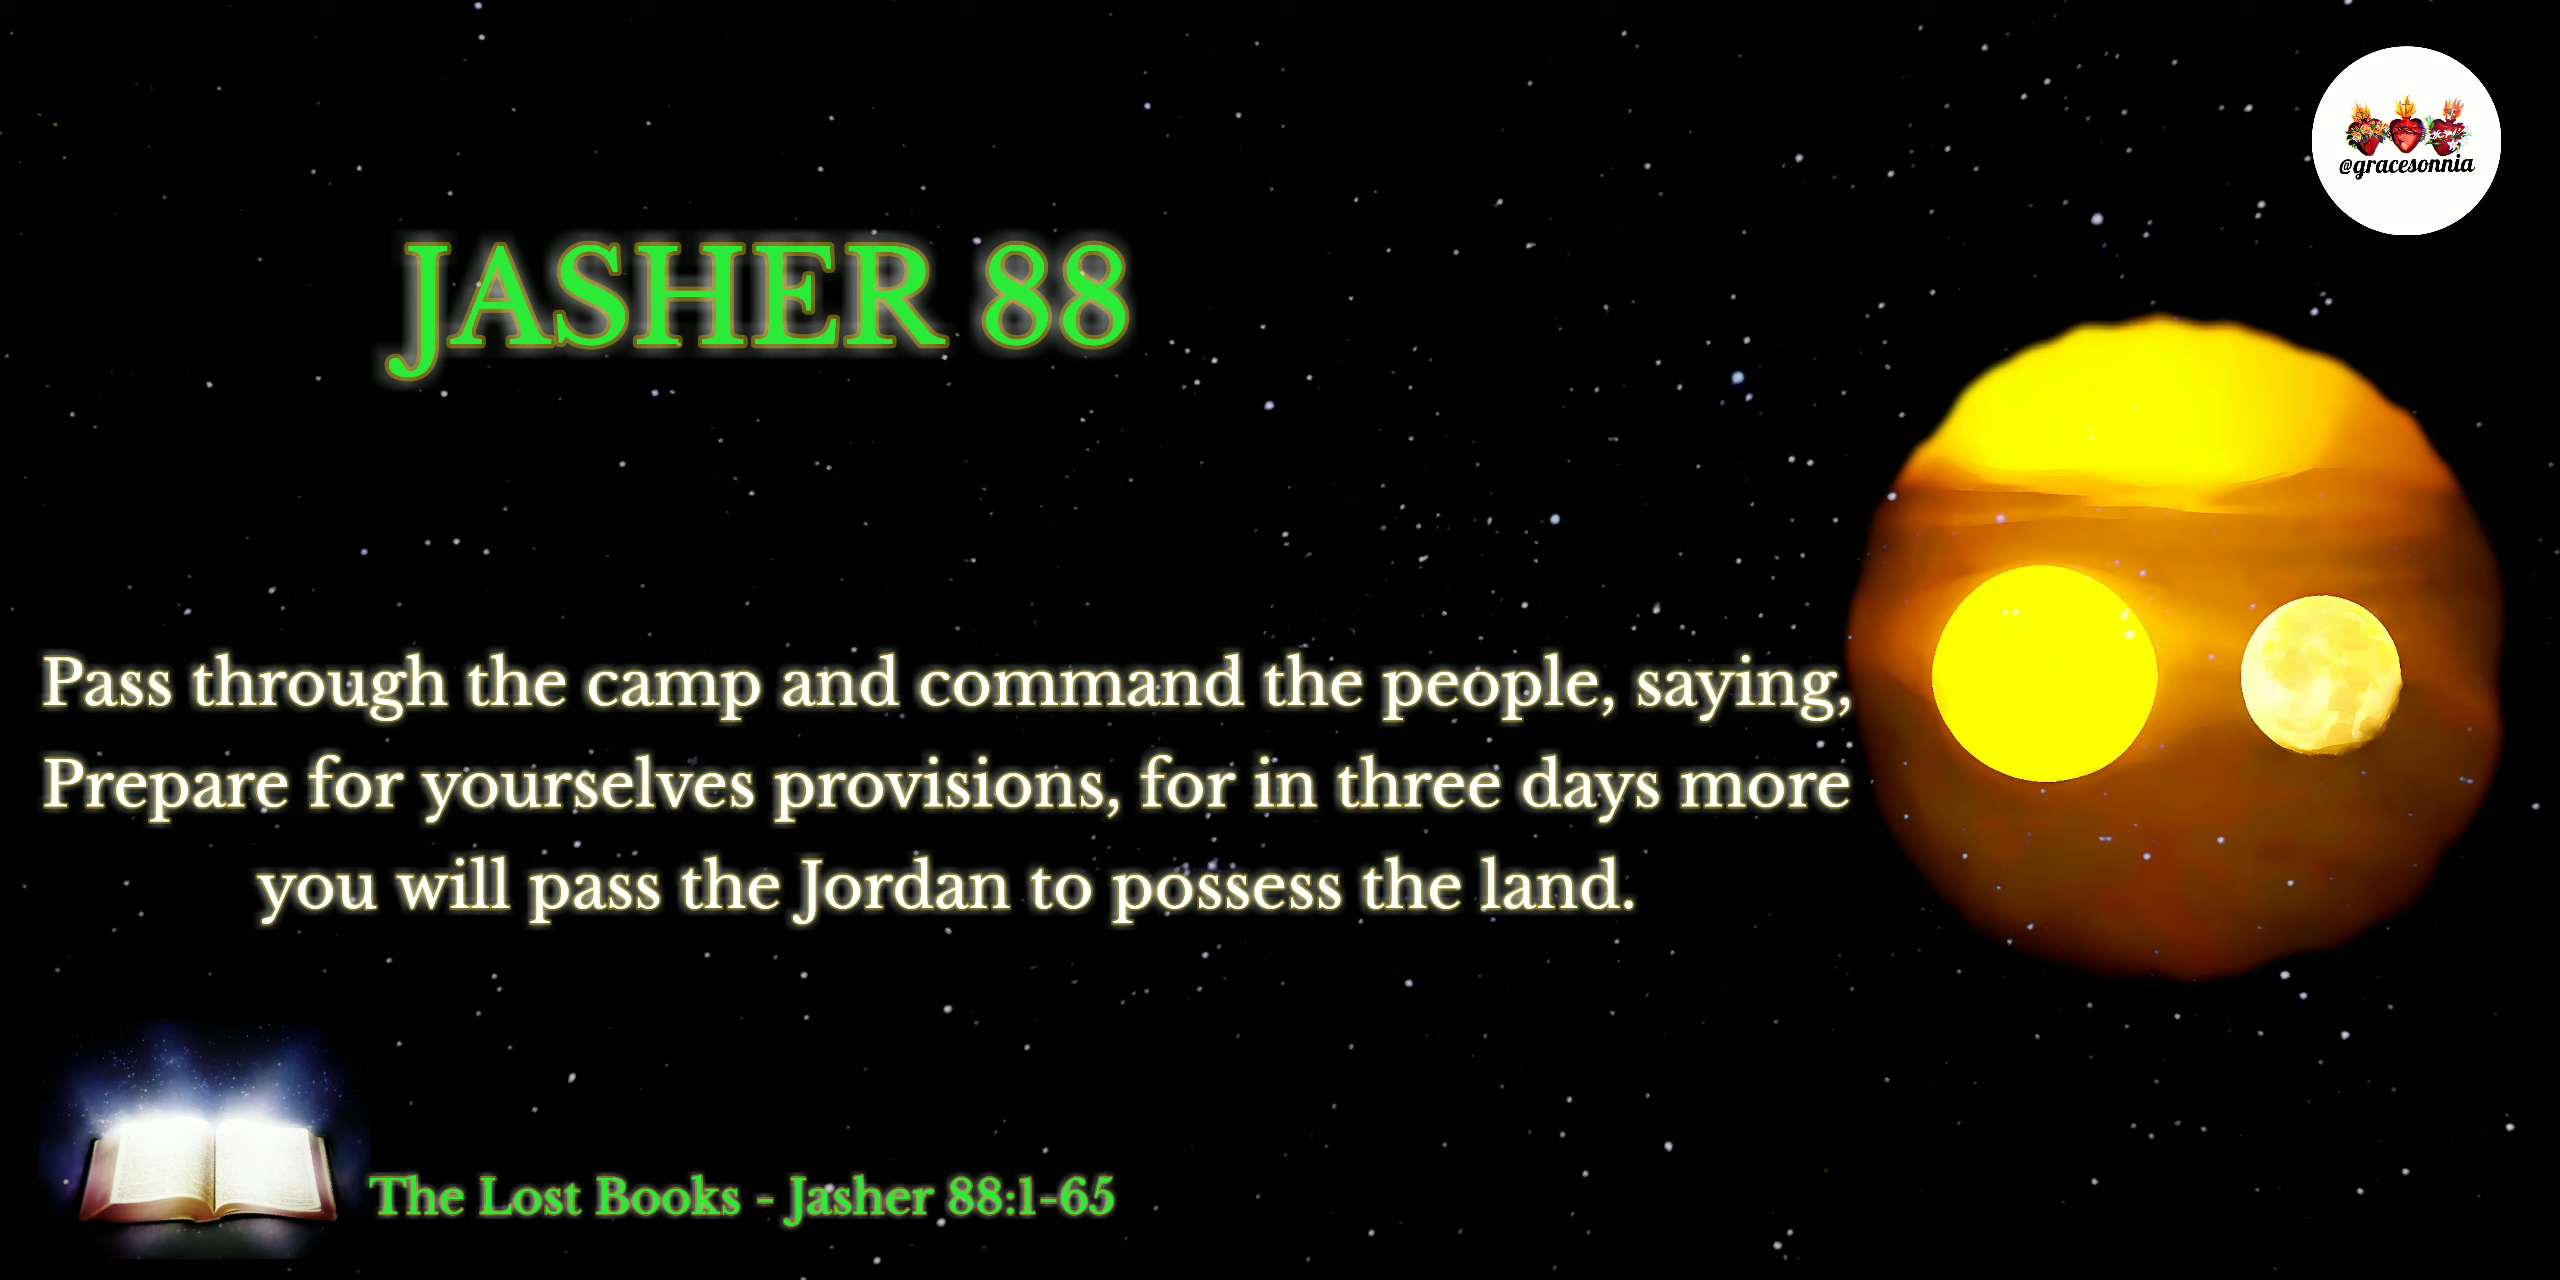 @gracesonnia
JASHER 88
Pass through the camp and command the people, saying,
Prepare for yourselves provisions, for in three days more
you will pass the Jordan to possess the land.
The Lost Books - Jasher 88:1-65